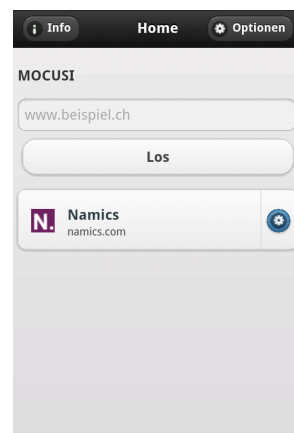 Info
Home
Optionen
MOCUSI
www.beispiel.ch
Los
N.
Namics
namics.com